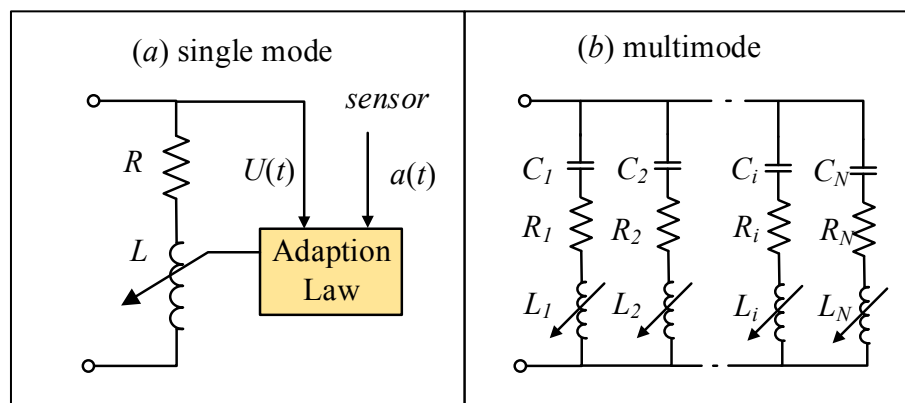 (a) single mode
sensor
R
U(t)
a(t)
L
Adaption
Law
(b) multimode
C1 C2 Ci CN
R1 R2 Ri RN
L1 L2 Li LN